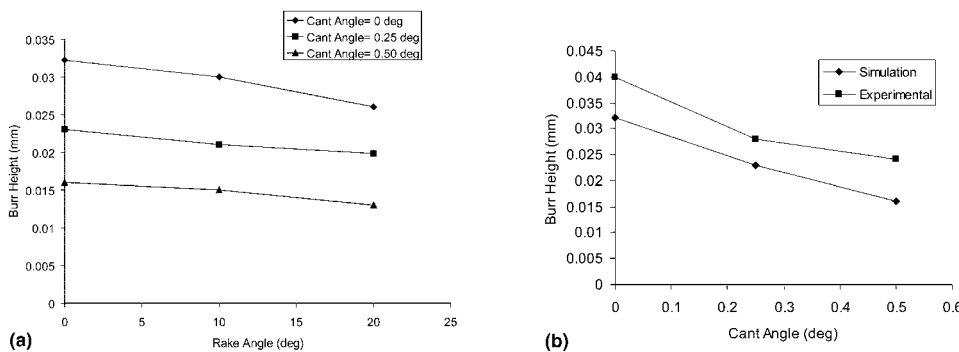 Cant Angle= 0 deg
Cant Angle= 0.25 deg
Cant Angle= 0.50 deg
0.035
0.03
0.025
0.02
0.015
0.01
0.005
0
Burr Height (mm)
0 5 10 15 20 25
Rake Angle (deg)
(a)
Simulation
Experimental
0.045
0.04
0.035
0.03
0.025
0.02
0.015
0.01
0.005
0
Burr Height (mm)
0 0.1 0.2 0.3 0.4 0.5 0.6
Cant Angle (deg)
(b)